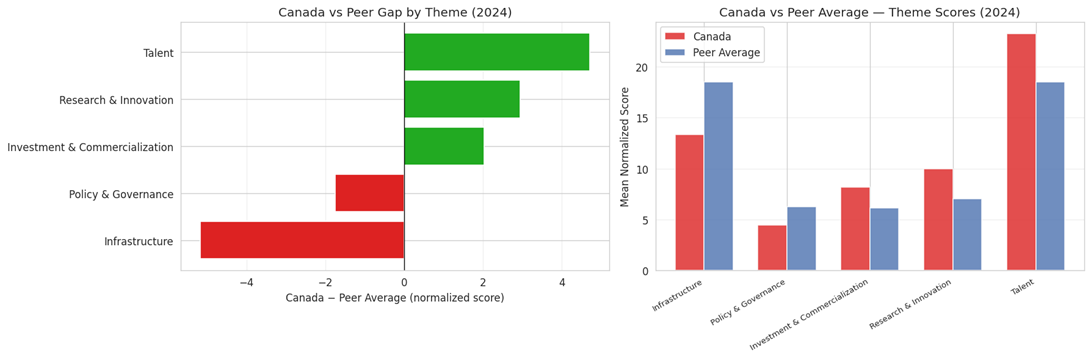 Canada vs Peer Gap by Theme (2024)
Talent
Research & Innovation
Investment & Commercialization
Policy & Governance
Infrastructure
−4 −2 0 2 4
Canada − Peer Average (normalized score)
Canada vs Peer Average — Theme Scores (2024)
Canada
Peer Average
Mean Normalized Score
20
15
10
5
0
Infrastructure
Policy & Governance
Investment & Commercialization
Research & Innovation
Talent